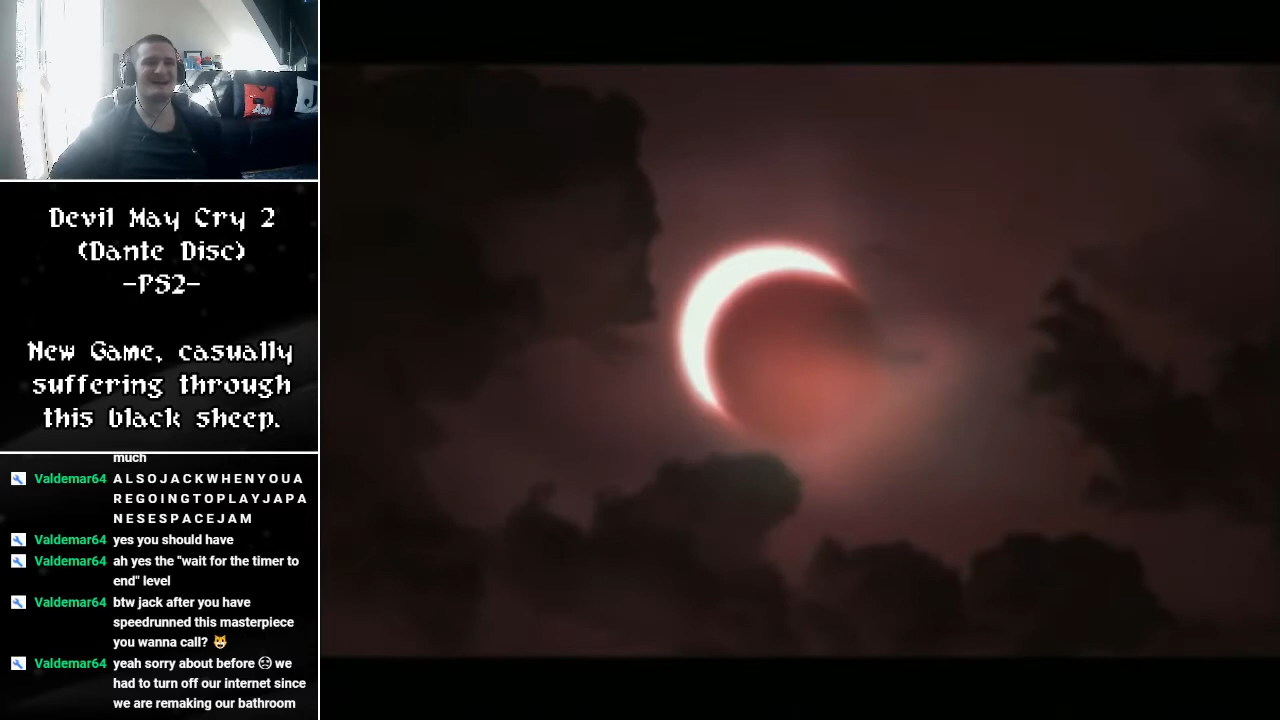 Devil May Cry 2
(Dante Disc)
-PS2-
New Game, casually
suffering through
this black sheep.
much
Valdemar64 A L S O J A C K W H E N Y O U A
R E G O I N G T O P L A Y J A P A
N E S E S P A C E J A M
Valdemar64 yes you should have
Valdemar64 ah yes the "wait for the timer to
end" level
Valdemar64 btw jack after you have
speedrunned this masterpiece
you wanna call? 😺
Valdemar64 yeah sorry about before 😔 we
had to turn off our internet since
we are remaking our bathroom